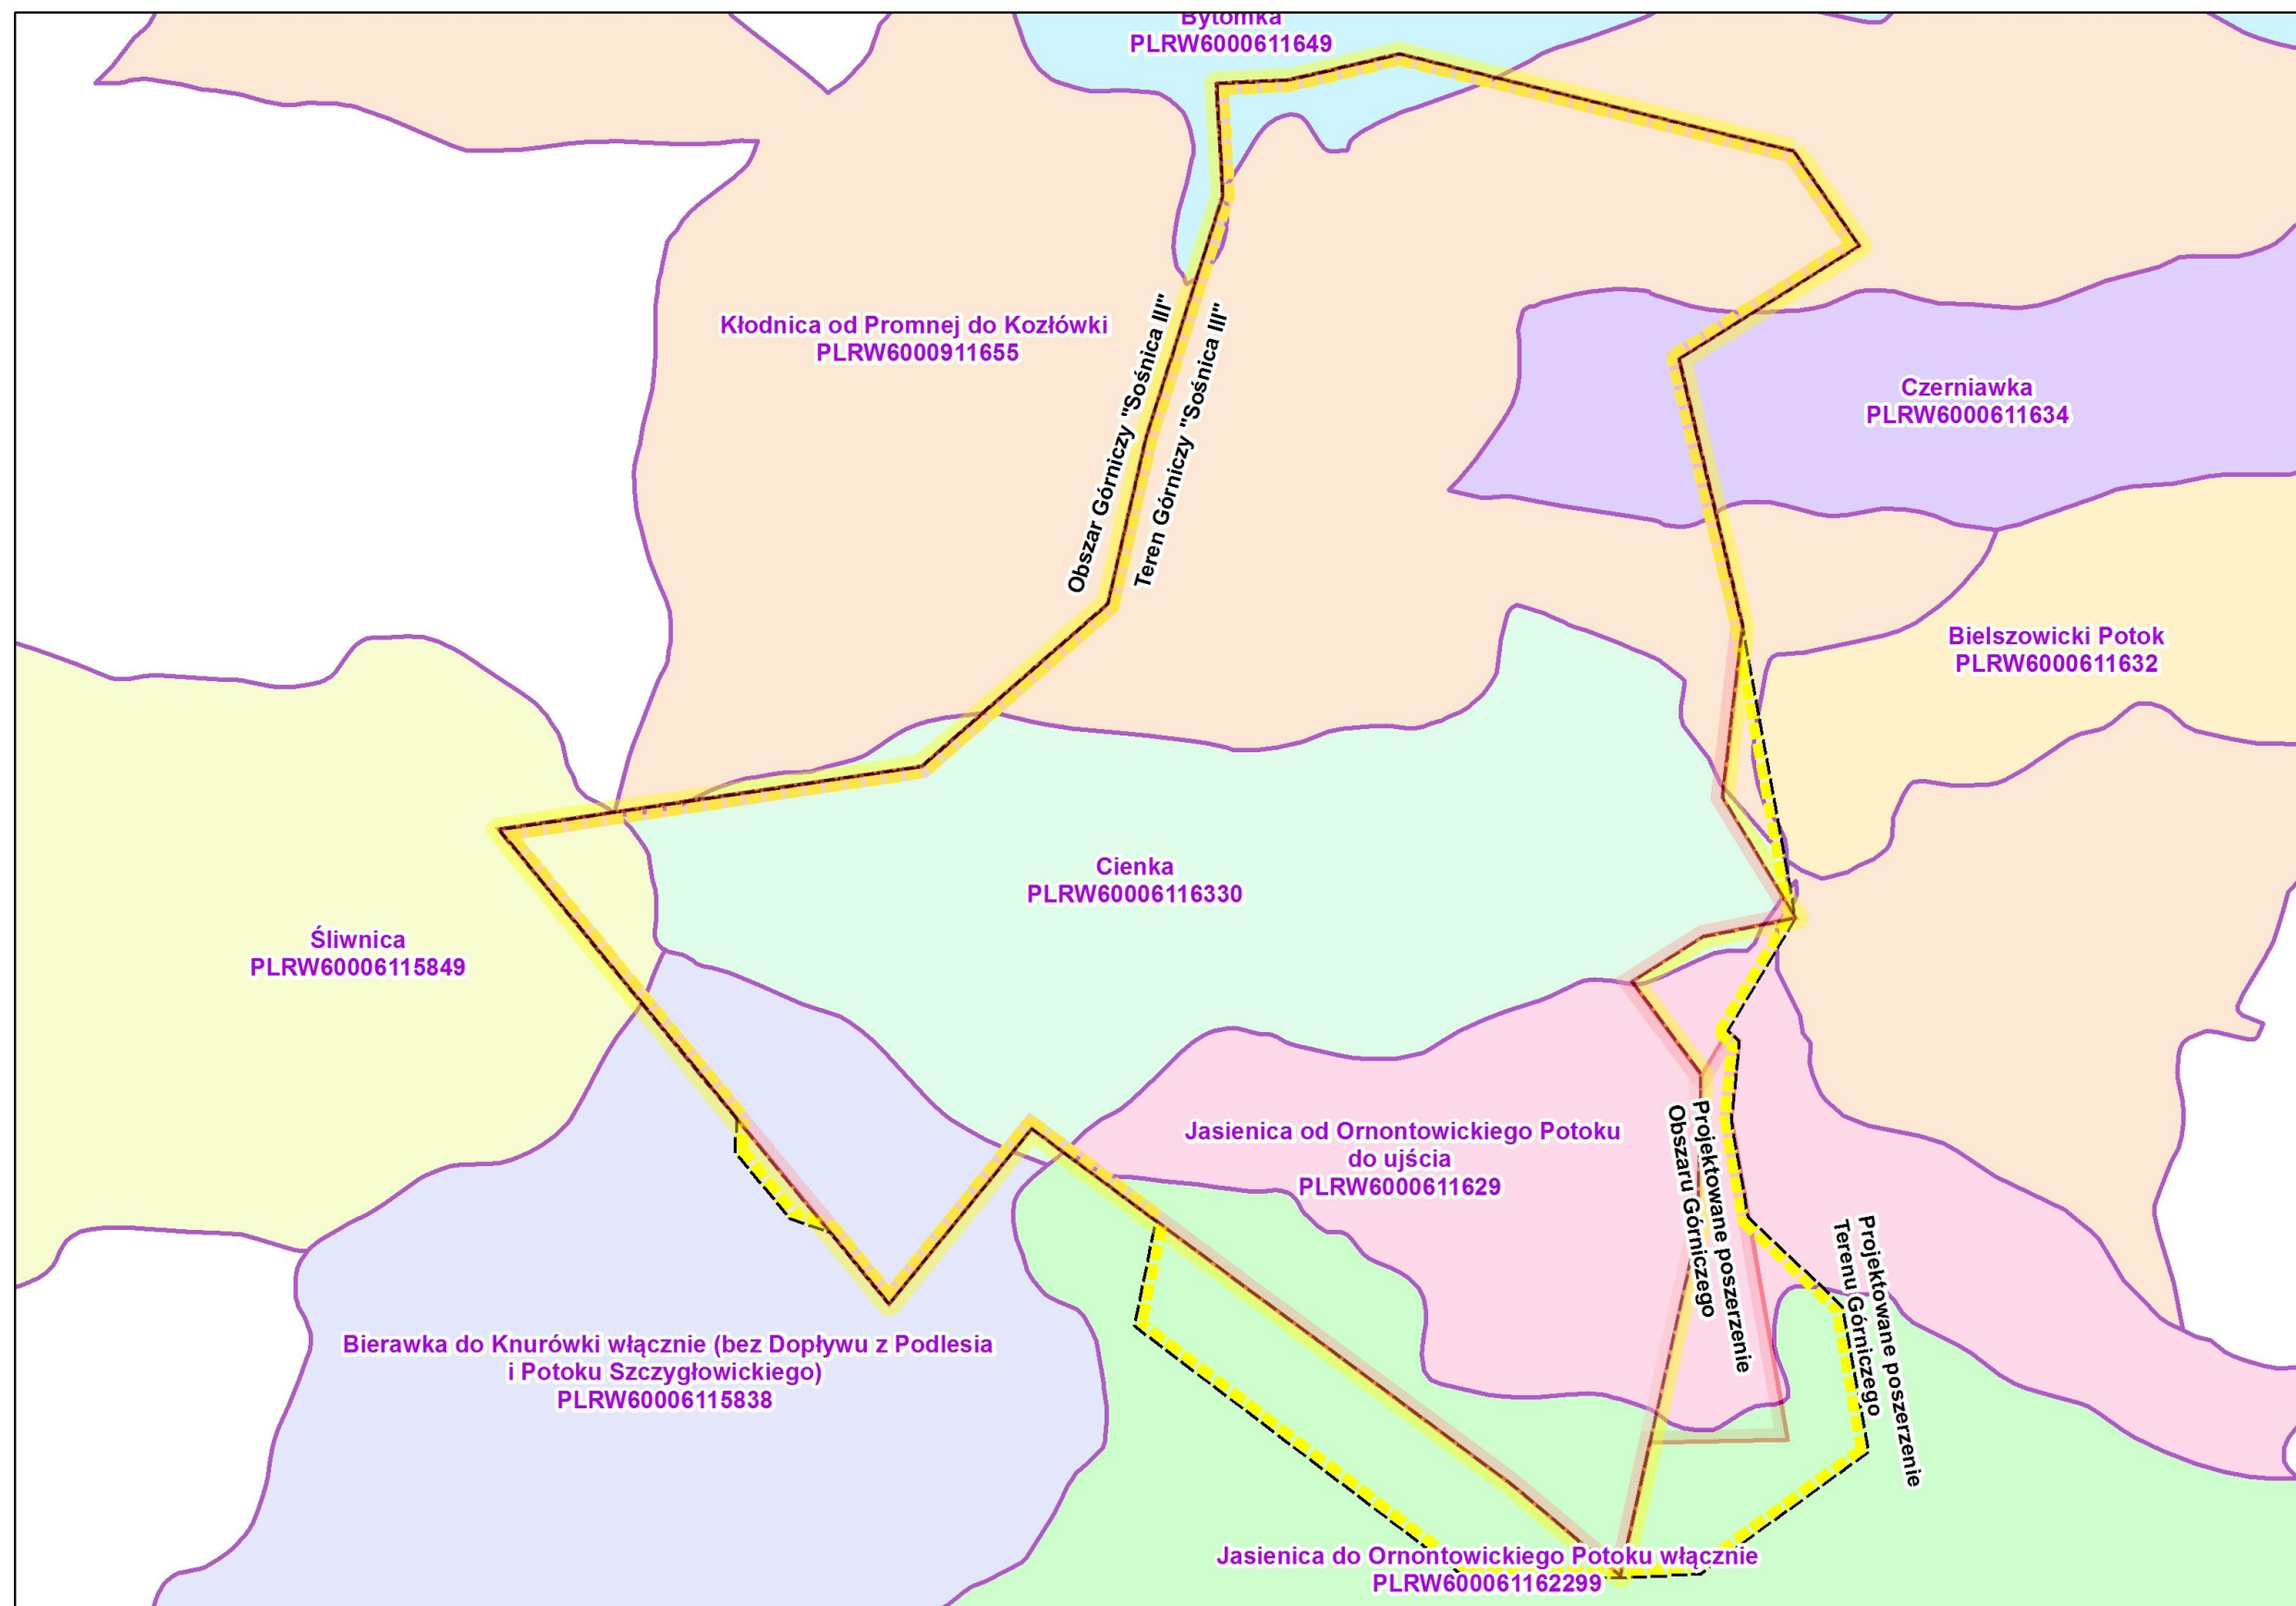 Bytomka
PLRW6000611649
Kłodnica od Promnej do Kozłówki
PLRW6000911655
Obszar Górniczy "Sośnica III"
Teren Górniczy "Sośnica III"
Czerniawka
PLRW6000611634
Bielszowicki Potok
PLRW6000611632
Cienka
PLRW60006116330
Śliwnica
PLRW60006115849
Jasienica od Ornontowickiego Potoku
do ujścia
PLRW6000611629
Projektowane poszerzenie
Obszaru Górniczego
Projektowane poszerzenie
Terenu Górniczego
Bierawka do Knurówki włącznie (bez Dopływu z Podlesia
i Potoku Szczygłowickiego)
PLRW60006115838
Jasienica do Ornontowickiego Potoku włącznie
PLRW600061162299